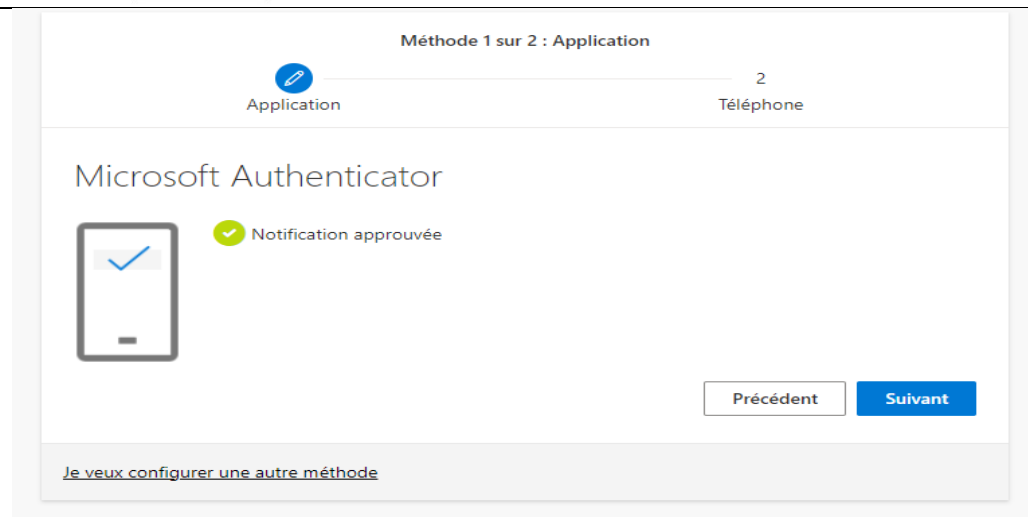 Méthode 1 sur 2 : Application
2
Application
Téléphone
Microsoft Authenticator
Notification approuvée
Précédent
Suivant
Je veux configurer une autre méthode